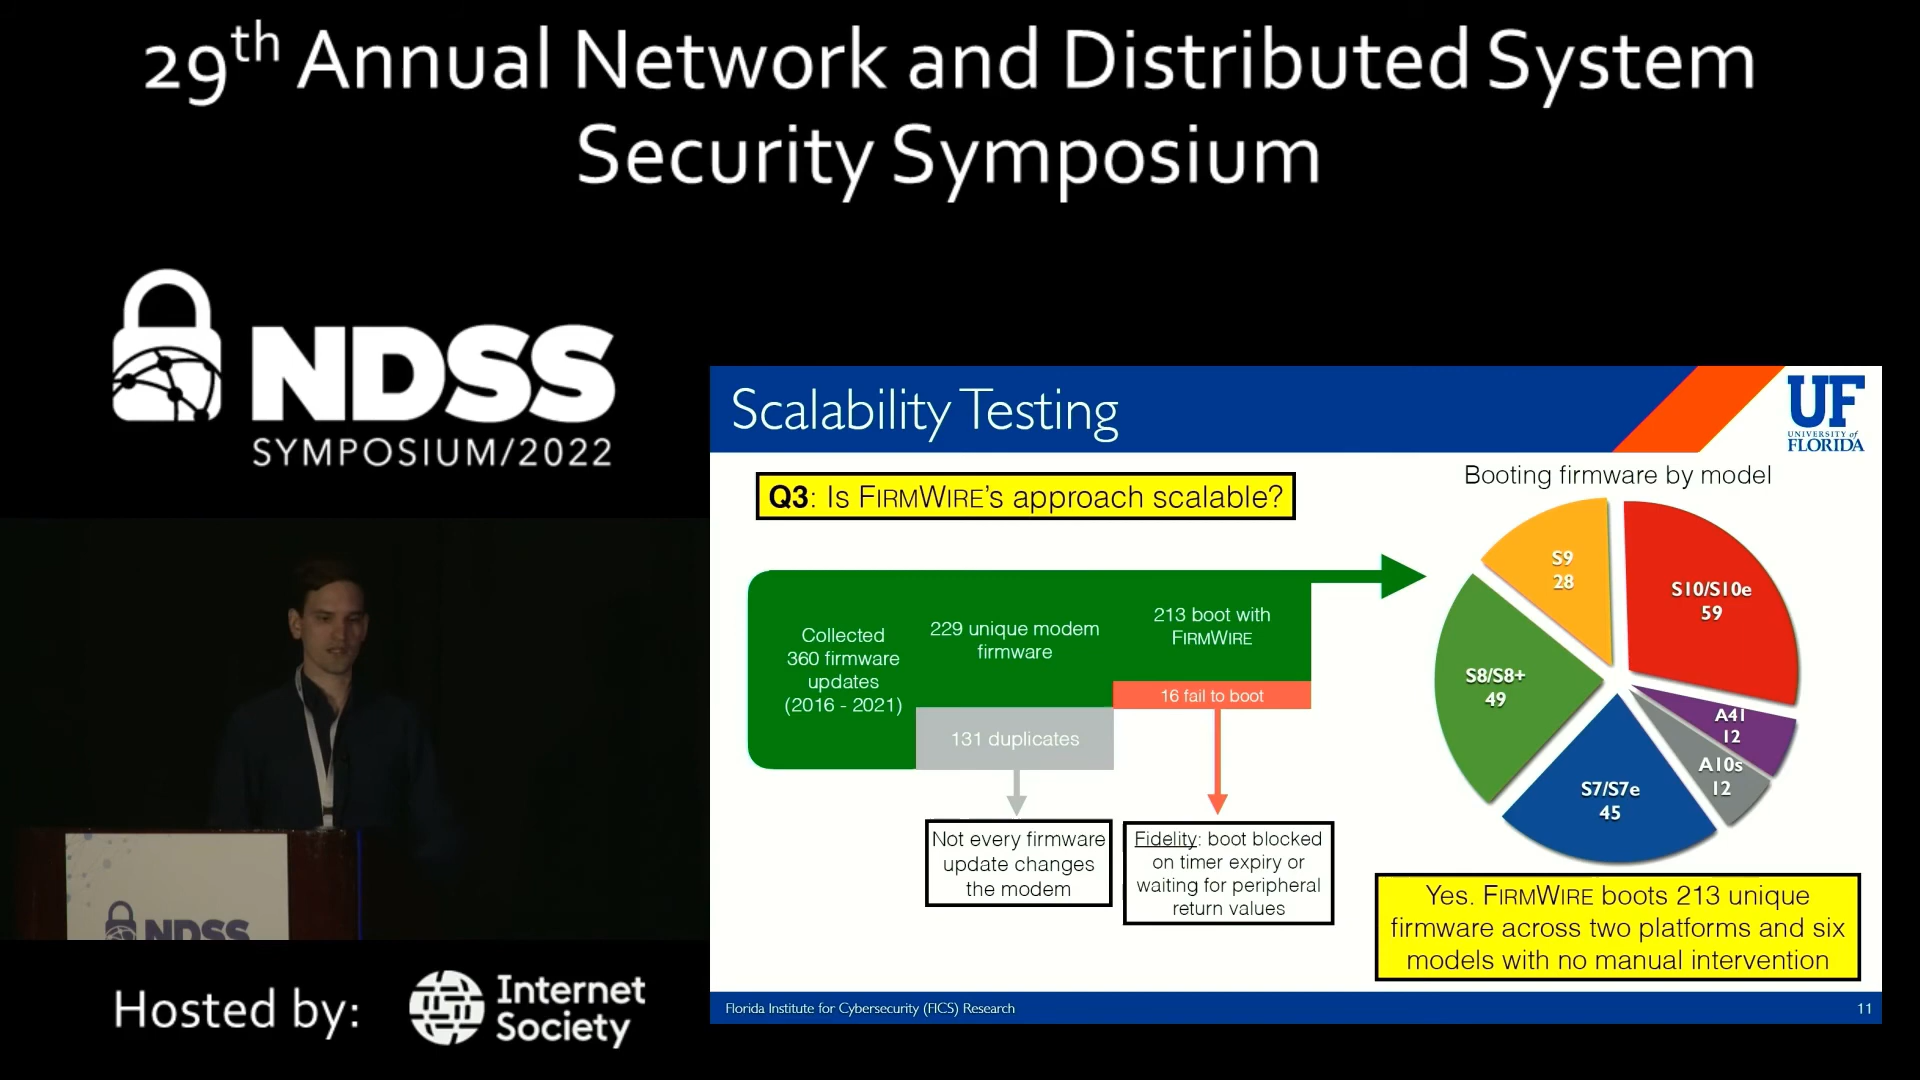 29th Annual Network and Distributed System
Security Symposium
NDSS
SYMPOSIUM/2022
Scalability Testing
UF
UNIVERSITY of
FLORIDA
Q3: Is FIRMWIRE's approach scalable?
Collected
360 firmware
updates
(2016 - 2021)
229 unique modem
firmware
213 boot with
FIRMWIRE
16 fail to boot
131 duplicates
Not every firmware
update changes
the modem
Fidelity: boot blocked
on timer expiry or
waiting for peripheral
return values
Booting firmware by model
S9
28
S10/S10e
59
S8/S8+
49
A41
12
A10s
12
S7/S7e
45
Yes. FIRMWIRE boots 213 unique
firmware across two platforms and six
models with no manual intervention
Florida Institute for Cybersecurity (FICS) Research
11
NDSS
Hosted by:
Internet
Society